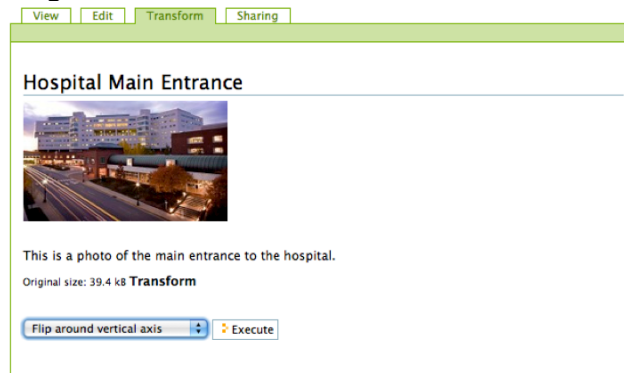 View Edit Transform Sharing
Hospital Main Entrance
This is a photo of the main entrance to the hospital.
Original size: 39.4 kB Transform
Flip around vertical axis Execute